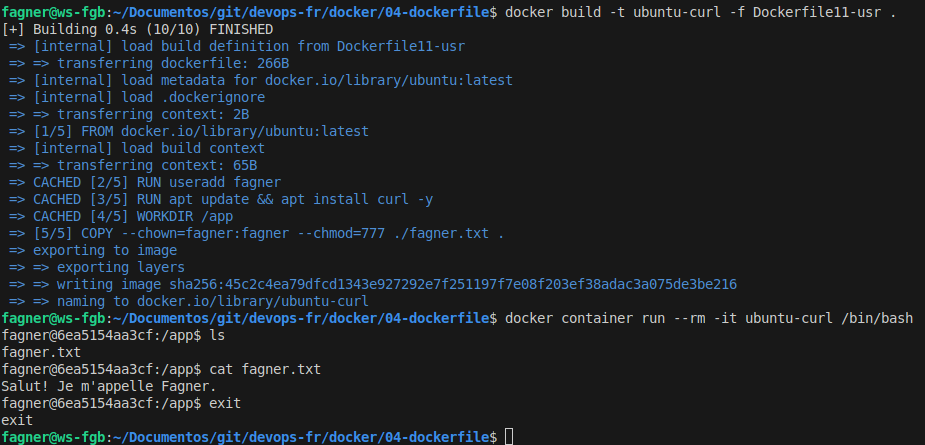 fagner@ws-fgb:~/Documentos/git/devops-fr/docker/04-dockerfile$ docker build -t ubuntu-curl -f Dockerfile11-usr .
[+] Building 0.4s (10/10) FINISHED
=> [internal] load build definition from Dockerfile11-usr
=> => transferring dockerfile: 266B
=> [internal] load metadata for docker.io/library/ubuntu:latest
=> [internal] load .dockerignore
=> => transferring context: 2B
=> [1/5] FROM docker.io/library/ubuntu:latest
=> [internal] load build context
=> => transferring context: 65B
=> CACHED [2/5] RUN useradd fagner
=> CACHED [3/5] RUN apt update && apt install curl -y
=> CACHED [4/5] WORKDIR /app
=> [5/5] COPY --chown=fagner:fagner --chmod=777 ./fagner.txt .
=> exporting to image
=> => exporting layers
=> => writing image sha256:45c2c4ea79dfcd1343e927292e7f251197f7e08f203ef38adac3a075de3be216
=> => naming to docker.io/library/ubuntu-curl
fagner@ws-fgb:~/Documentos/git/devops-fr/docker/04-dockerfile$ docker container run --rm -it ubuntu-curl /bin/bash
fagner@6ea5154aa3cf:/app$ ls
fagner.txt
fagner@6ea5154aa3cf:/app$ cat fagner.txt
Salut! Je m'appelle Fagner.
fagner@6ea5154aa3cf:/app$ exit
exit
fagner@ws-fgb:~/Documentos/git/devops-fr/docker/04-dockerfile$